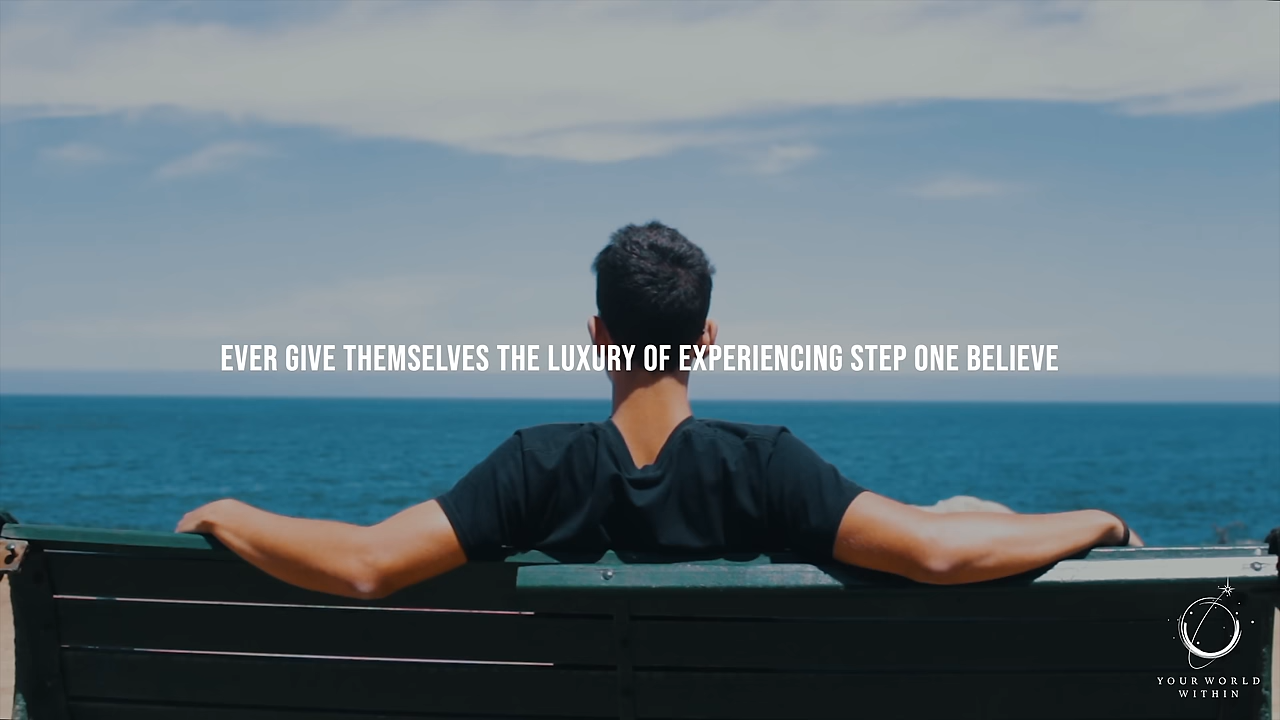 EVER GIVE THEMSELVES THE LUXURY OF EXPERIENCING STEP ONE BELIEVE
YOUR WORLD
WITHIN